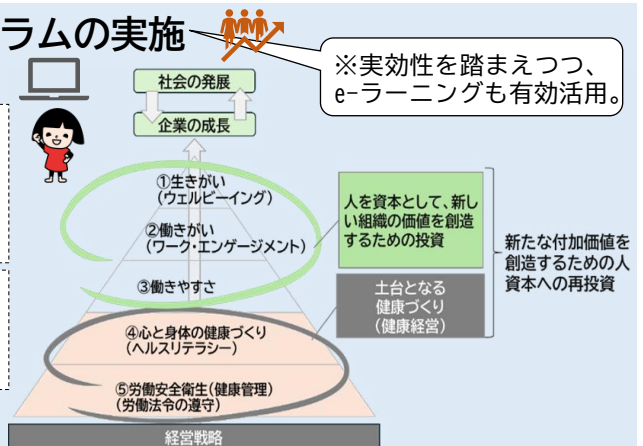 ラムの実施
※実効性を踏まえつつ、
e-ラーニングも有効活用。
社会の発展
企業の成長
①生きがい
(ウェルビーイング)
②働きがい
(ワーク・エンゲージメント)
③働きやすさ
④心と身体の健康づくり
(ヘルスリテラシー)
⑤労働安全衛生(健康管理)
(労働法令の遵守)
経営戦略
人を資本として、新し
い組織の価値を創造
するための投資
土台となる
健康づくり
(健康経営)
新たな付加価値を
創造するための人
資本への再投資